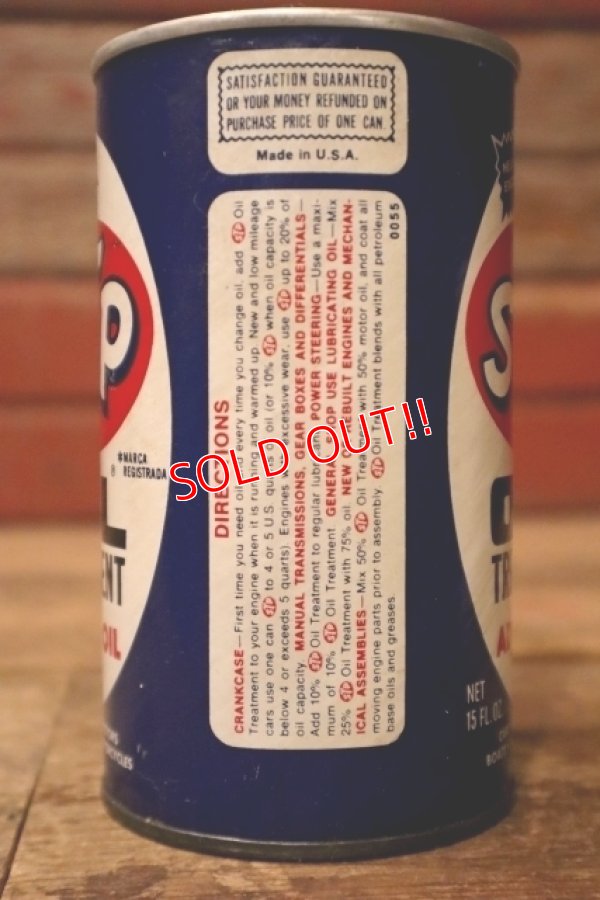 SATISFACTION GUARANTEED
OR YOUR MONEY REFUNDED ON
PURCHASE PRICE OF ONE CAN.
Made in U.S.A.
DIRECTIONS
CRANKCASE—First time you need oil and every time you change oil, add STP Oil
Treatment to your engine when it is running and warmed up. New and low mileage
cars use one can STP to 4 or 5 U.S. quarts of oil (or 10% STP when oil capacity is
below 4 or exceeds 5 quarts). Engines with excessive wear, use STP up to 20% of
oil capacity. MANUAL TRANSMISSIONS, GEAR BOXES AND DIFFERENTIALS—
Add 10% STP Oil Treatment to regular lubricant. POWER STEERING—Use a maxi-
mum of 10% STP Oil Treatment. GENERAL SHOP USE LUBRICATING OIL—Mix
25% STP Oil Treatment with 75% oil. NEW OR REBUILT ENGINES AND MECHAN-
ICAL ASSEMBLIES—Mix 50% STP Oil Treatment with 50% motor oil, and coat all
moving engine parts prior to assembly. STP Oil Treatment blends with all petroleum
base oils and greases.
0055
*MARCA
® REGISTRADA
NET
15 FL. OZ.
SOLD OUT!!